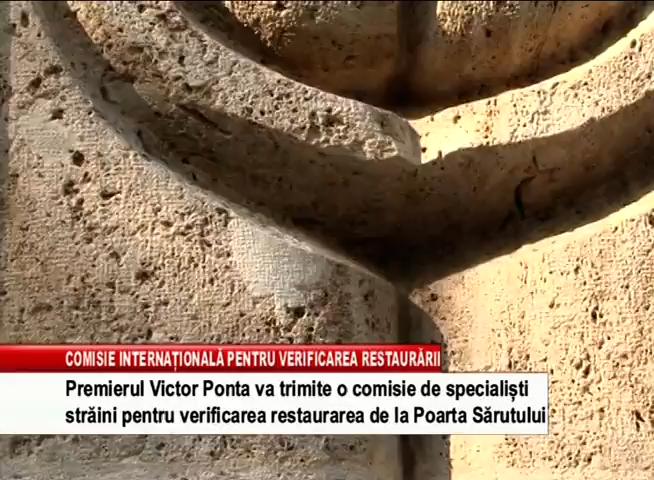 COMISIE INTERNAȚIONALĂ PENTRU VERIFICAREA RESTAURĂRII
Premierul Victor Ponta va trimite o comisie de specialiști
străini pentru verificarea restaurarea de la Poarta Sărutului